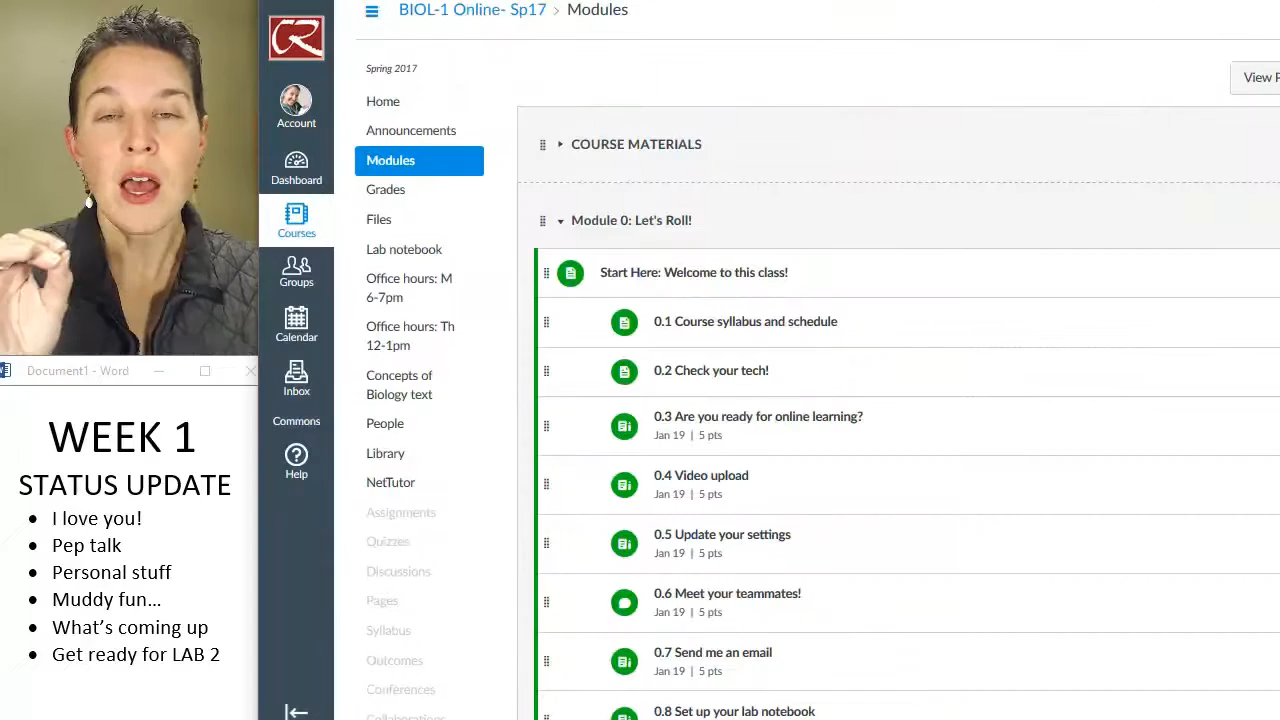 BIOL-1 Online- Sp17 > Modules
Spring 2017
View P
Home
Announcements
Modules
Grades
Files
Lab notebook
Office hours: M
6-7pm
Office hours: Th
12-1pm
Concepts of
Biology text
People
Library
NetTutor
Assignments
Quizzes
Discussions
Pages
Syllabus
Outcomes
Conferences
Collaborations
CR
Account
Dashboard
Courses
Groups
Calendar
Inbox
Commons
Help
COURSE MATERIALS
Module 0: Let's Roll!
Start Here: Welcome to this class!
0.1 Course syllabus and schedule
0.2 Check your tech!
0.3 Are you ready for online learning?
Jan 19 | 5 pts
0.4 Video upload
Jan 19 | 5 pts
0.5 Update your settings
Jan 19 | 5 pts
0.6 Meet your teammates!
Jan 19 | 5 pts
0.7 Send me an email
Jan 19 | 5 pts
0.8 Set up your lab notebook
Document1 - Word
WEEK 1
STATUS UPDATE
• I love you!
• Pep talk
• Personal stuff
• Muddy fun...
• What's coming up
• Get ready for LAB 2